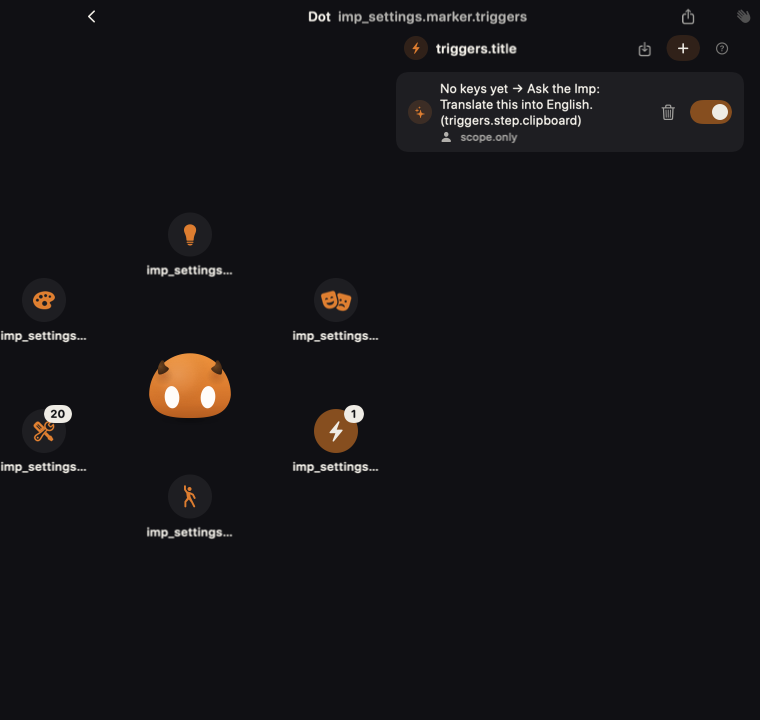 Dot imp_settings.marker.triggers
triggers.title
No keys yet → Ask the Imp:
Translate this into English.
(triggers.step.clipboard)
scope.only
imp_settings...
imp_settings...
imp_settings...
20
1
imp_settings...
imp_settings...
imp_settings...